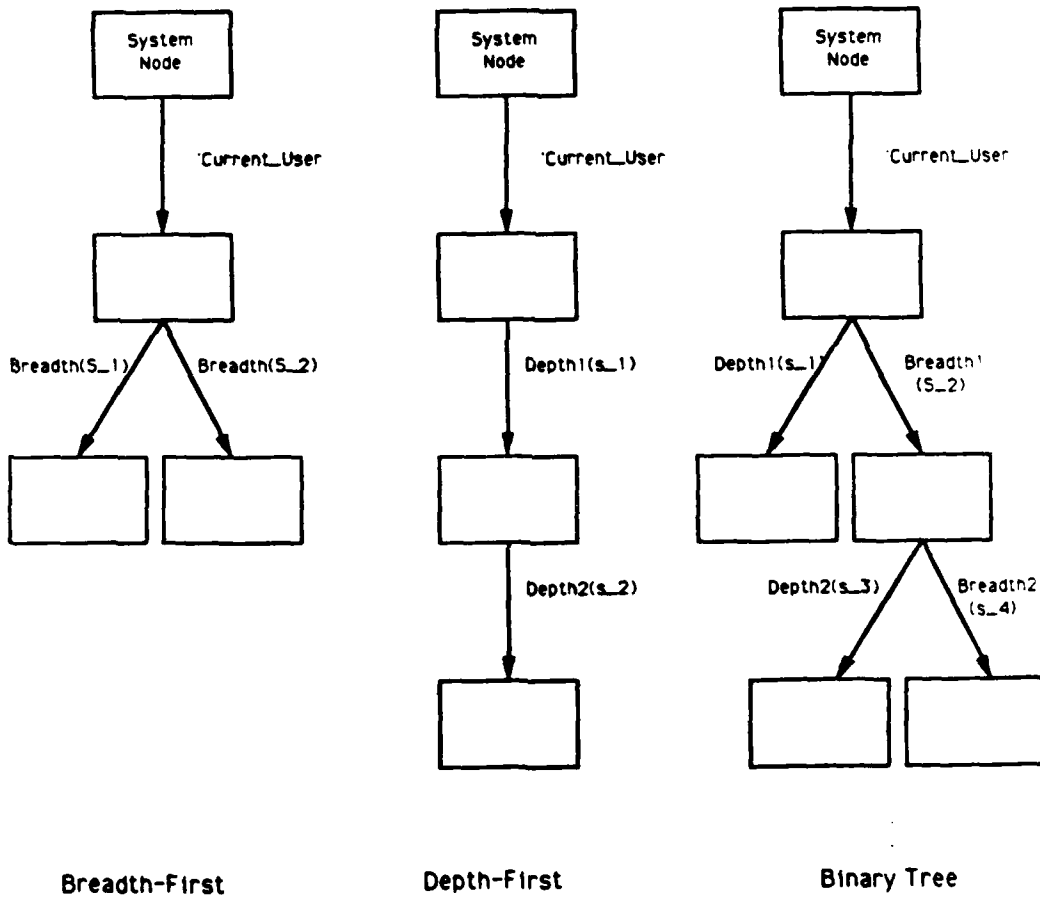 System
Node
System
Node
System
Node
'Current_User
'Current_User
'Current_User
Breadth(S_1)
Breadth(S_2)
Depth1(s_1)
Depth1(s_1)
Breadth1
(S_2)
Depth2(s_2)
Depth2(s_3)
Breadth2
(s_4)
Breadth-First
Depth-First
Binary Tree